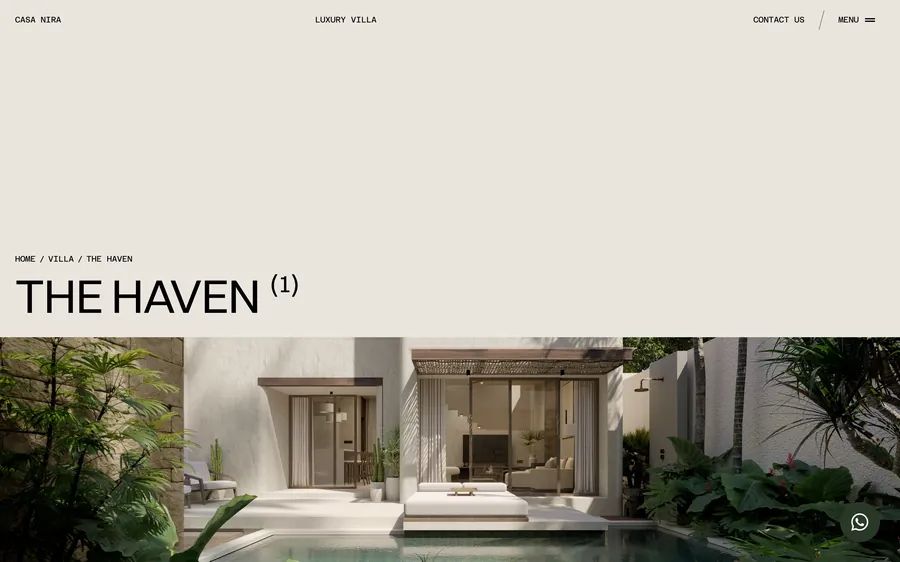 CASA NIRA
LUXURY VILLA
CONTACT US
MENU
HOME / VILLA / THE HAVEN
THE HAVEN (1)